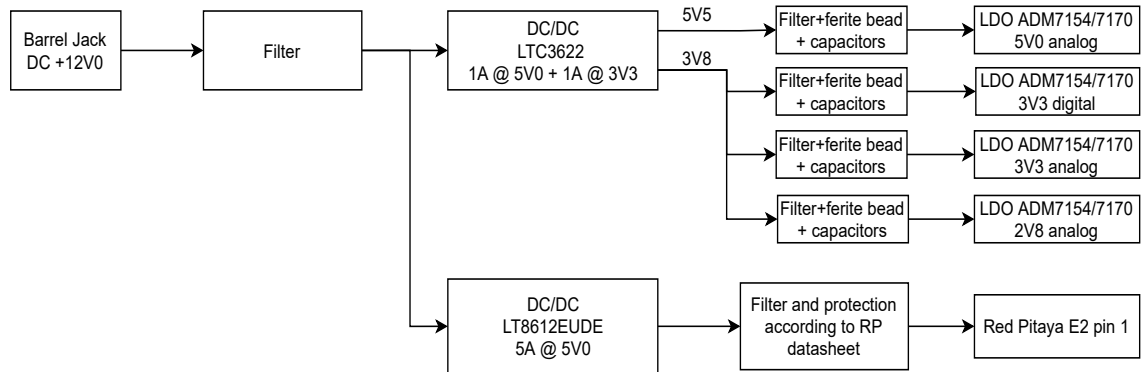 Barrel Jack
DC +12V0
Filter
DC/DC
LTC3622
1A @ 5V0 + 1A @ 3V3
5V5
3V8
Filter+ferite bead
+ capacitors
LDO ADM7154/7170
5V0 analog
Filter+ferite bead
+ capacitors
LDO ADM7154/7170
3V3 digital
Filter+ferite bead
+ capacitors
LDO ADM7154/7170
3V3 analog
Filter+ferite bead
+ capacitors
LDO ADM7154/7170
2V8 analog
DC/DC
LT8612EUDE
5A @ 5V0
Filter and protection
according to RP
datasheet
Red Pitaya E2 pin 1